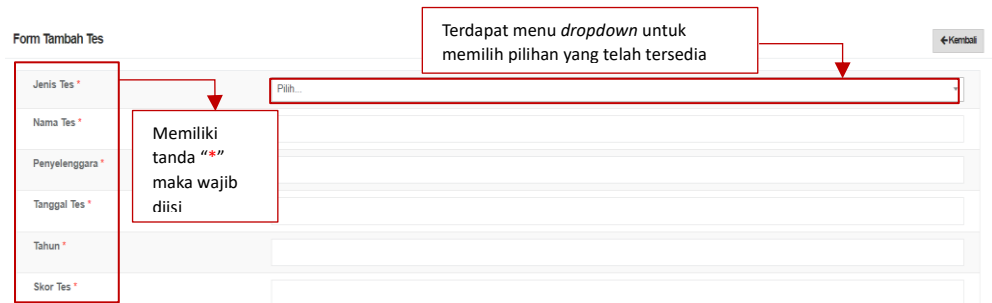 Form Tambah Tes
Terdapat menu dropdown untuk
memilih pilihan yang telah tersedia
Kembali
Jenis Tes *
Pilih...
Nama Tes *
Penyelenggara *
Tanggal Tes *
Tahun *
Skor Tes *
Memiliki
tanda “*”
maka wajib
diisi